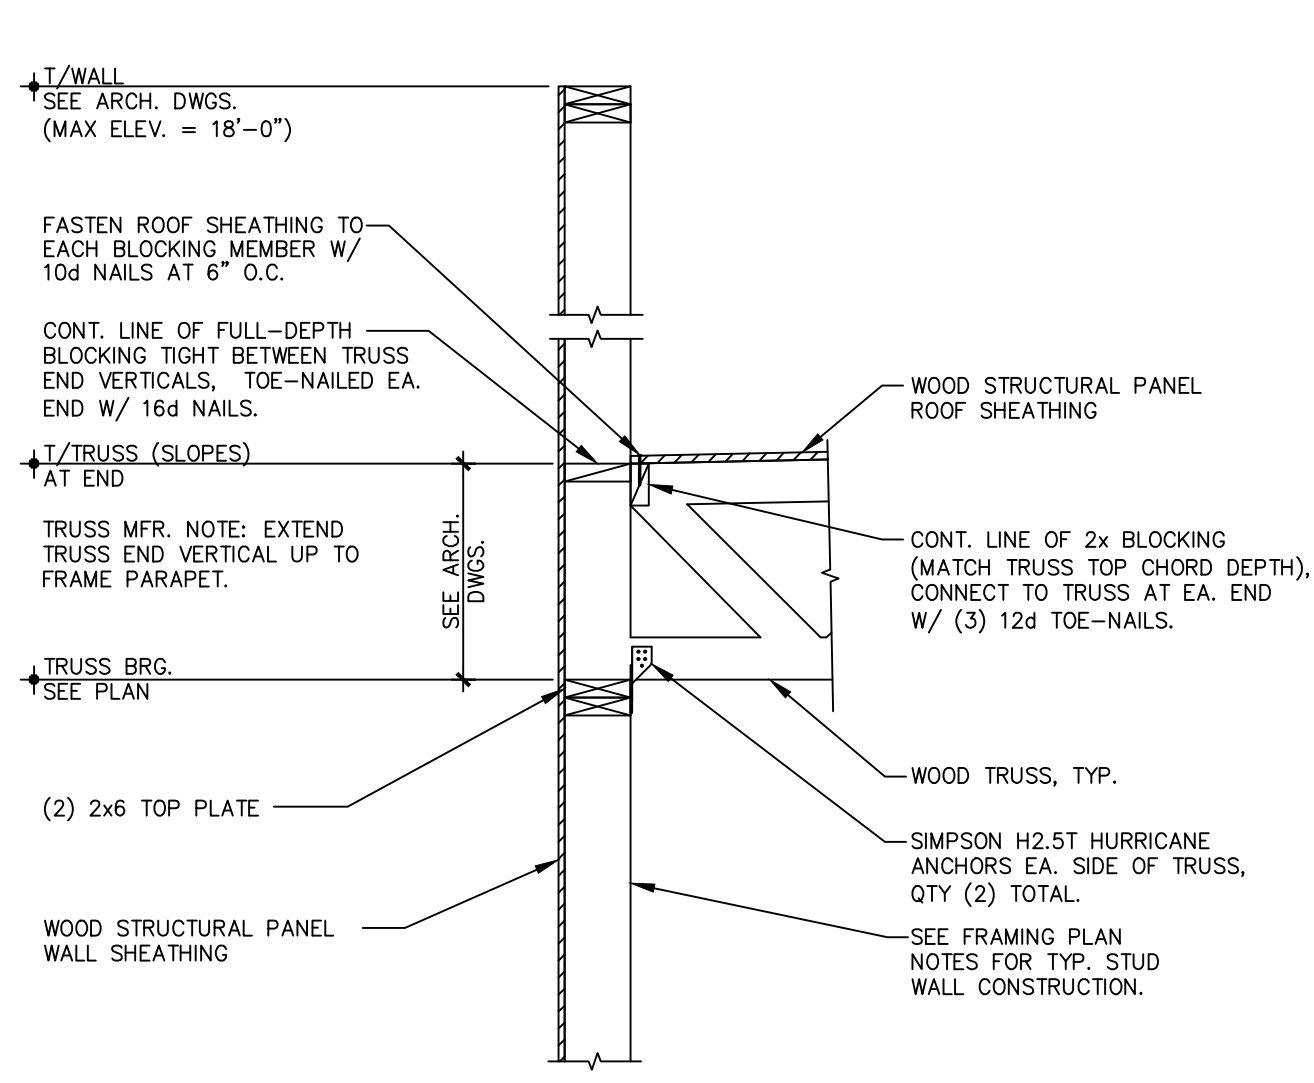 T/WALL
SEE ARCH. DWGS.
(MAX ELEV. = 18'-0")
FASTEN ROOF SHEATHING TO
EACH BLOCKING MEMBER W/
10d NAILS AT 6" O.C.
CONT. LINE OF FULL-DEPTH
BLOCKING TIGHT BETWEEN TRUSS
END VERTICALS, TOE-NAILED EA.
END W/ 16d NAILS.
T/TRUSS (SLOPES)
AT END
TRUSS MFR. NOTE: EXTEND
TRUSS END VERTICAL UP TO
FRAME PARAPET.
SEE ARCH.
DWGS.
TRUSS BRG.
SEE PLAN
(2) 2x6 TOP PLATE
WOOD STRUCTURAL PANEL
WALL SHEATHING
WOOD STRUCTURAL PANEL
ROOF SHEATHING
CONT. LINE OF 2x BLOCKING
(MATCH TRUSS TOP CHORD DEPTH),
CONNECT TO TRUSS AT EA. END
W/ (3) 12d TOE-NAILS.
WOOD TRUSS, TYP.
SIMPSON H2.5T HURRICANE
ANCHORS EA. SIDE OF TRUSS,
QTY (2) TOTAL.
SEE FRAMING PLAN
NOTES FOR TYP. STUD
WALL CONSTRUCTION.